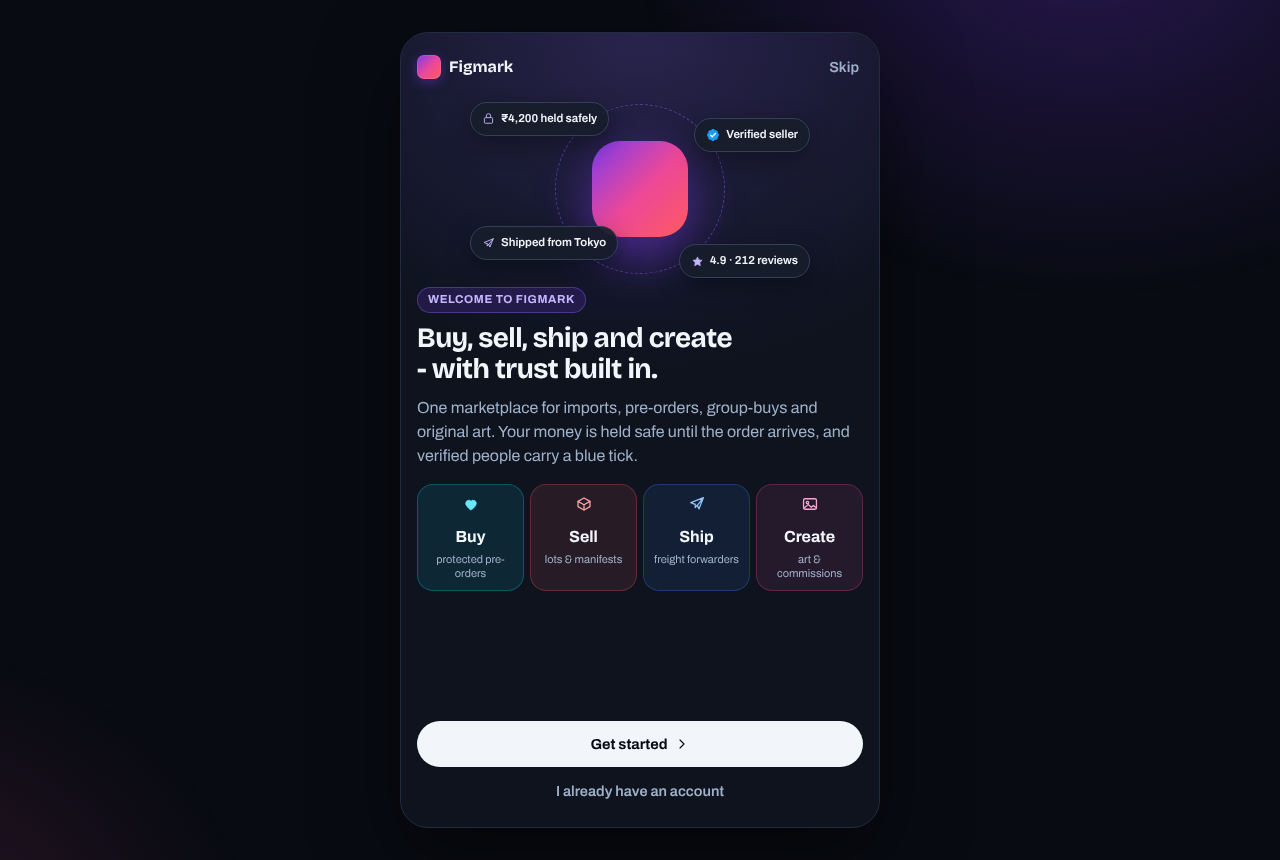 Figmark
Skip
₹4,200 held safely
Verified seller
Shipped from Tokyo
4.9 · 212 reviews
WELCOME TO FIGMARK
Buy, sell, ship and create
- with trust built in.
One marketplace for imports, pre-orders, group-buys and
original art. Your money is held safe until the order arrives, and
verified people carry a blue tick.
Buy
protected pre-
orders
Sell
lots & manifests
Ship
freight forwarders
Create
art &
commissions
Get started
I already have an account